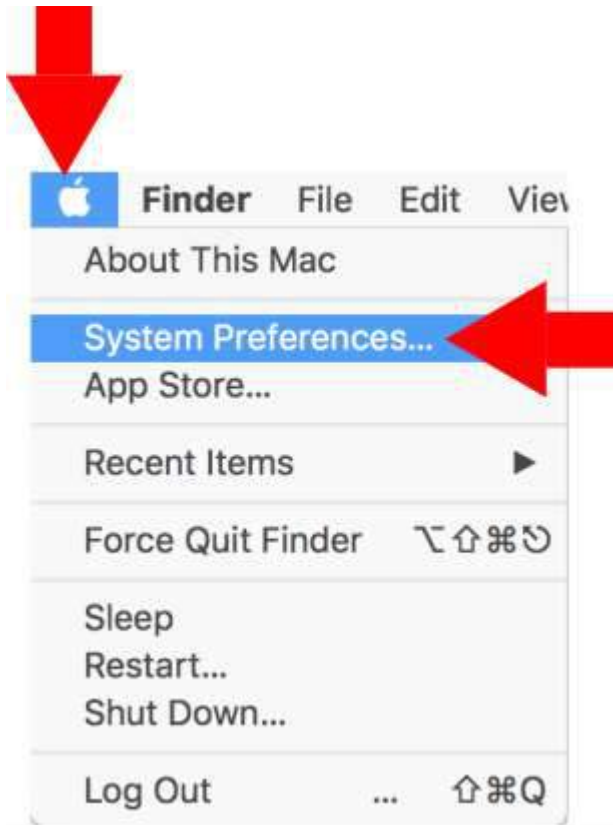 Finder File Edit
About This Mac
System Preferences...
App Store...
Recent Items ▶
Force Quit Finder ⌥⇧⌘⎋
Sleep
Restart...
Shut Down...
Log Out ... ⇧⌘Q